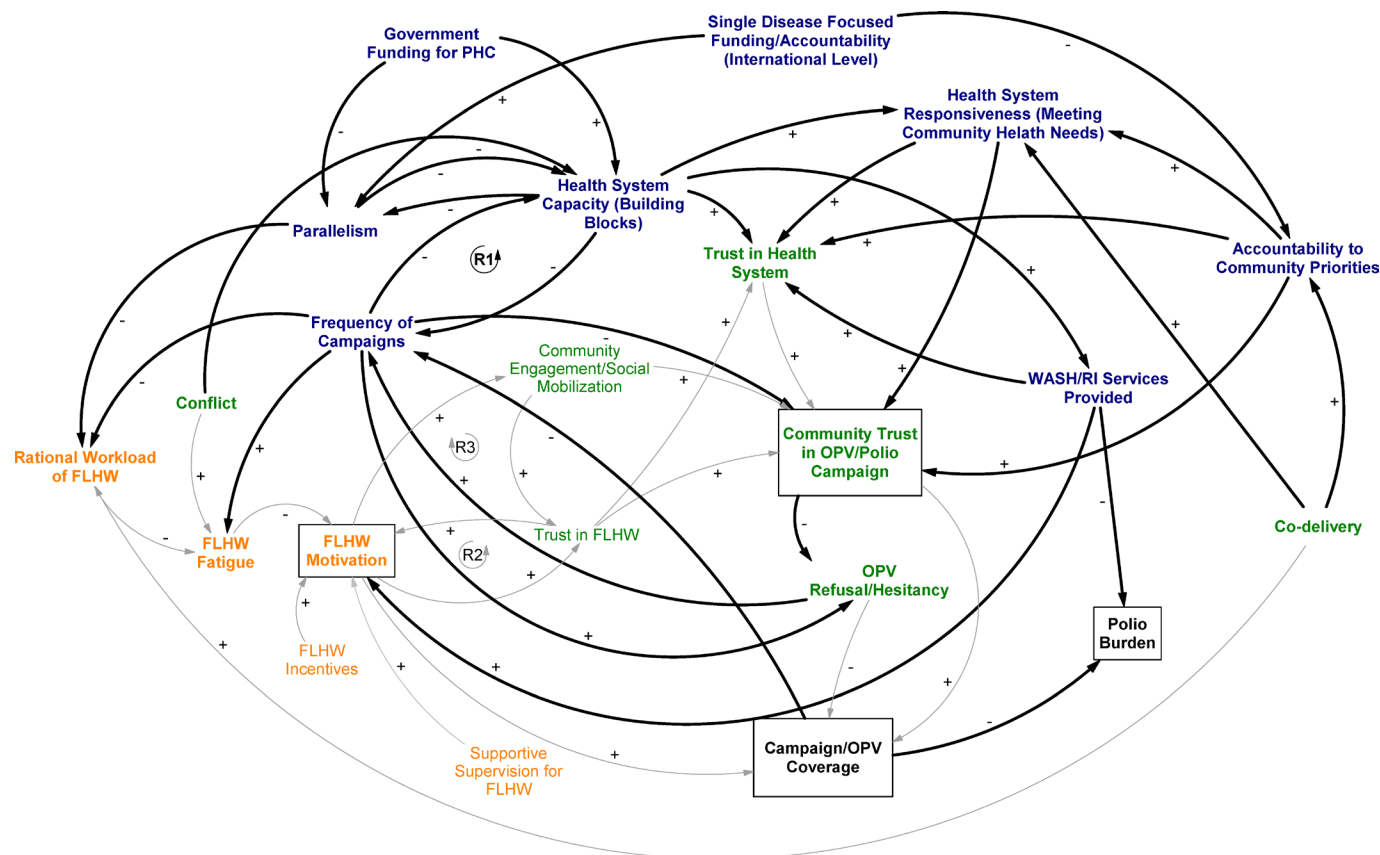 Government
Funding for PHC
Single Disease Focused
Funding/Accountability
(International Level)
-
+
-
+
Health System
Responsiveness (Meeting
Community Helath Needs)
+
-
-
+
Health System
Capacity (Building
Blocks)
-
+
+
Parallelism
Trust in Health
System
+
Accountability to
Community Priorities
-
R1
-
+
-
Frequency of
Campaigns
+
+
-
Community
Engagement/Social
Mobilization
+
+
+
WASH/RI Services
Provided
-
Conflict
+
+
-
Community Trust
in OPV/Polio
Campaign
+
R3
Rational Workload
of FLHW
+
+
+
+
+
-
-
-
FLHW
Fatigue
FLHW
Motivation
+
Trust in FLHW
-
Co-delivery
R2
+
OPV
Refusal/Hesitancy
+
Polio
Burden
+
+
FLHW
Incentives
+
+
-
+
-
+
Supportive
Supervision for
FLHW
Campaign/OPV
Coverage